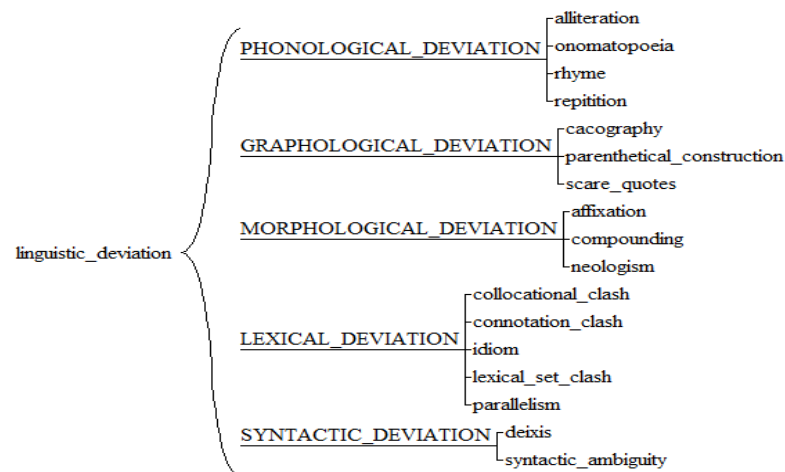 alliteration
PHONOLOGICAL_DEVIATION
onomatopoeia
rhyme
repitition
cacography
GRAPHOLOGICAL_DEVIATION
parenthetical_construction
scare_quotes
affixation
MORPHOLOGICAL_DEVIATION
compounding
neologism
linguistic_deviation
collocational_clash
connotation_clash
LEXICAL_DEVIATION
idiom
lexical_set_clash
parallelism
SYNTACTIC_DEVIATION
deixis
syntactic_ambiguity